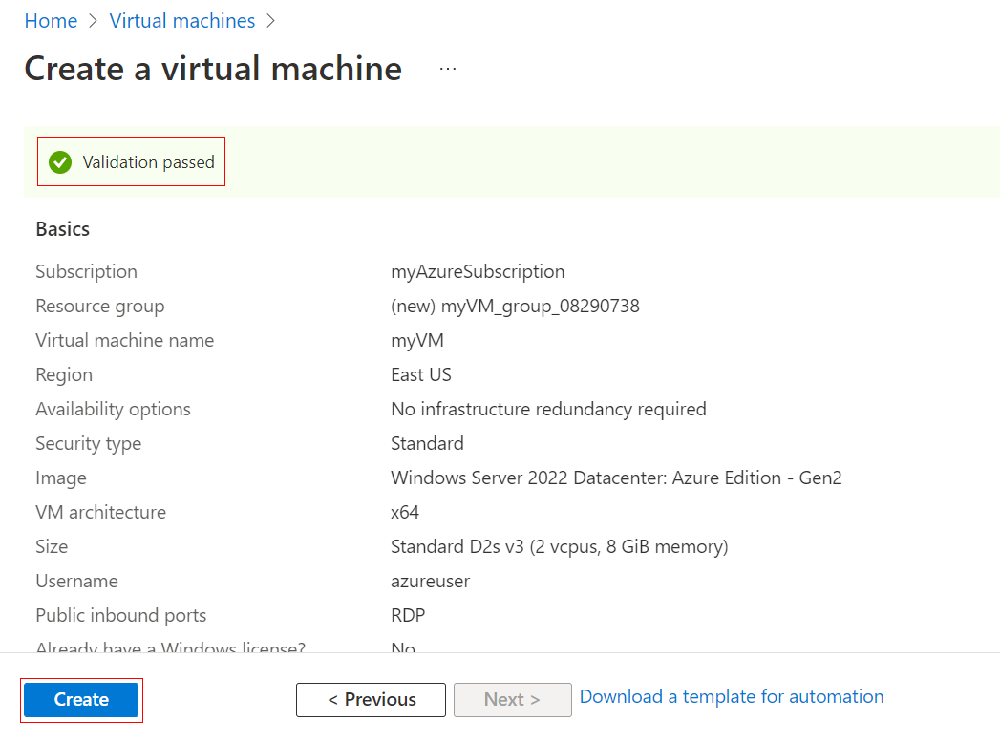 Home > Virtual machines >
Create a virtual machine ...
Validation passed
Basics
Subscription myAzureSubscription
Resource group (new) myVM_group_08290738
Virtual machine name myVM
Region East US
Availability options No infrastructure redundancy required
Security type Standard
Image Windows Server 2022 Datacenter: Azure Edition - Gen2
VM architecture x64
Size Standard D2s v3 (2 vcpus, 8 GiB memory)
Username azureuser
Public inbound ports RDP
Already have a Windows license? No
Create < Previous Next > Download a template for automation